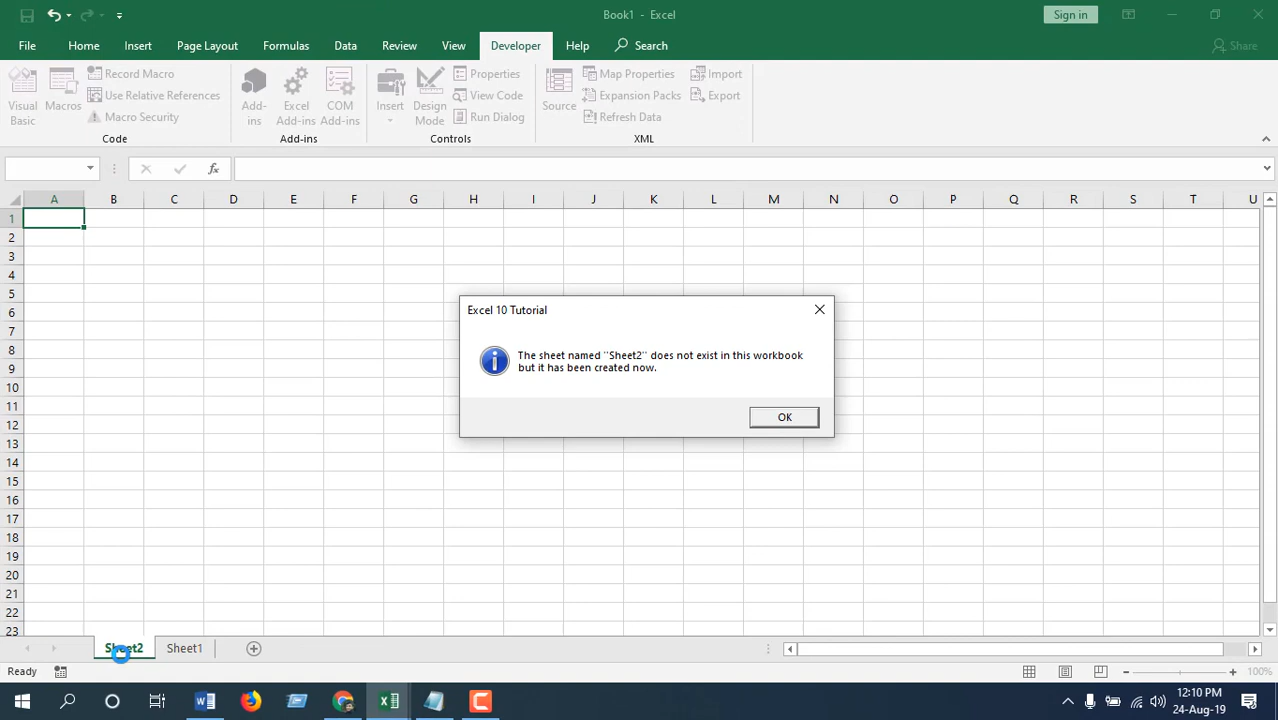 Book1 - Excel
Sign in
File Home Insert Page Layout Formulas Data Review View Developer Help Search Share
Visual Basic
Macros
Record Macro
Use Relative References
Macro Security
Code
Add-ins
Excel Add-ins
COM Add-ins
Add-ins
Insert
Design Mode
Properties
View Code
Run Dialog
Controls
Source
Map Properties
Expansion Packs
Refresh Data
Import
Export
XML
fx
A B C D E F G H I J K L M N O P Q R S T U
1
2
3
4
5
6
7
8
9
10
11
12
13
14
15
16
17
18
19
20
21
22
23
Excel 10 Tutorial
The sheet named "Sheet2" does not exist in this workbook
but it has been created now.
OK
Sheet2 Sheet1
Ready
100%
12:10 PM
24-Aug-19